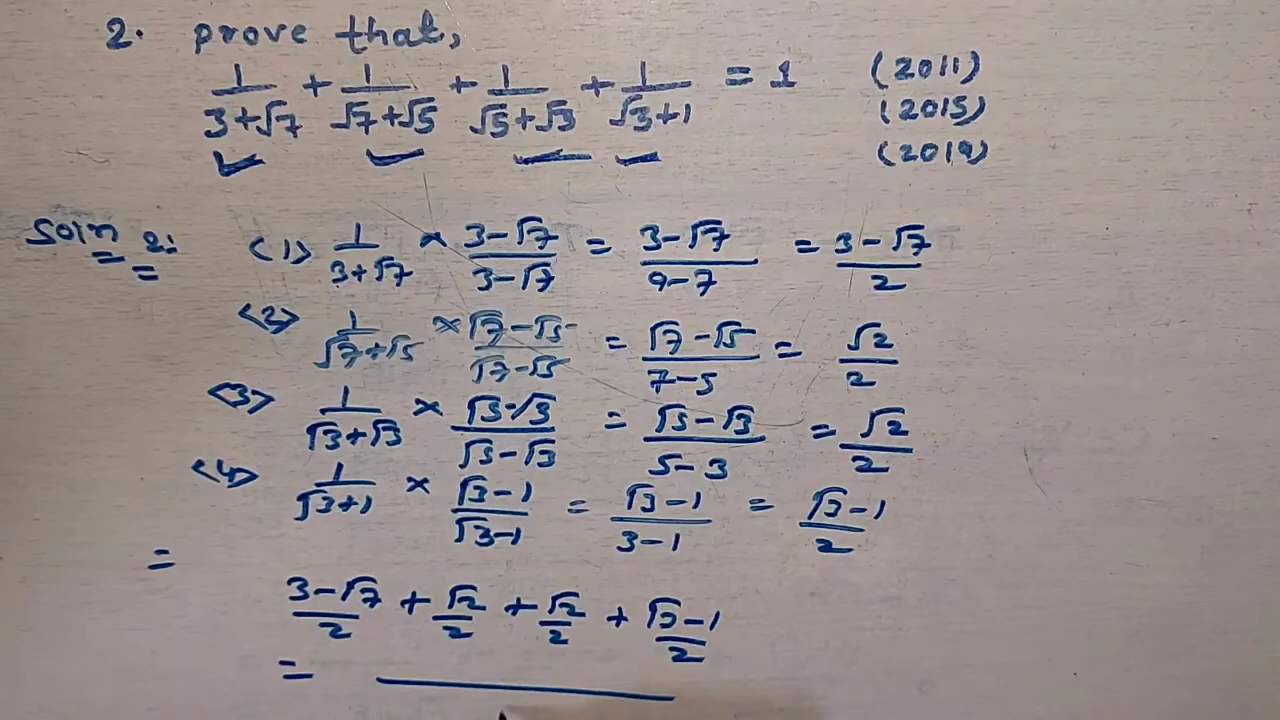 2. prove that,
1/(3+√7) + 1/(√7+√5) + 1/(√5+√3) + 1/(√3+1) = 1 (2011)
(2015)
(2019)
Soln 2: <1> 1/(3+√7) × (3-√7)/(3-√7) = (3-√7)/(9-7) = (3-√7)/2
<2> 1/(√7+√5) × (√7-√5)/(√7-√5) = (√7-√5)/(7-5) = √2/2
<3> 1/(√5+√3) × (√5-√3)/(√5-√3) = (√5-√3)/(5-3) = √2/2
<4> 1/(√3+1) × (√3-1)/(√3-1) = (√3-1)/(3-1) = (√3-1)/2
=
(3-√7)/2 + √2/2 + √2/2 + (√3-1)/2
=